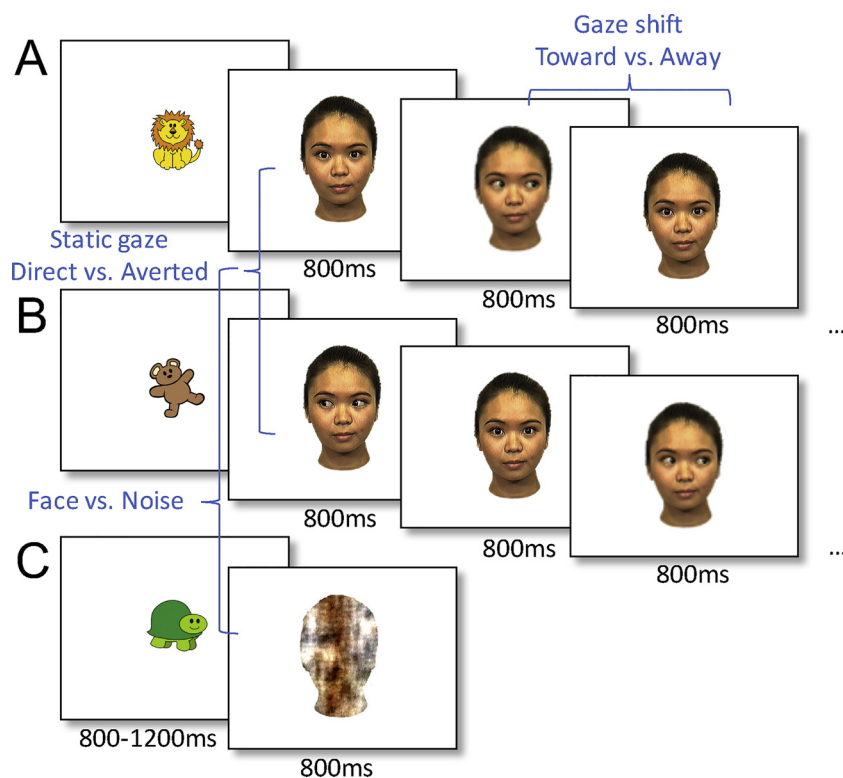 Gaze shift
Toward vs. Away
A
800ms
800ms
800ms
...
Static gaze
Direct vs. Averted
B
800ms
800ms
800ms
...
Face vs. Noise
C
800-1200ms
800ms